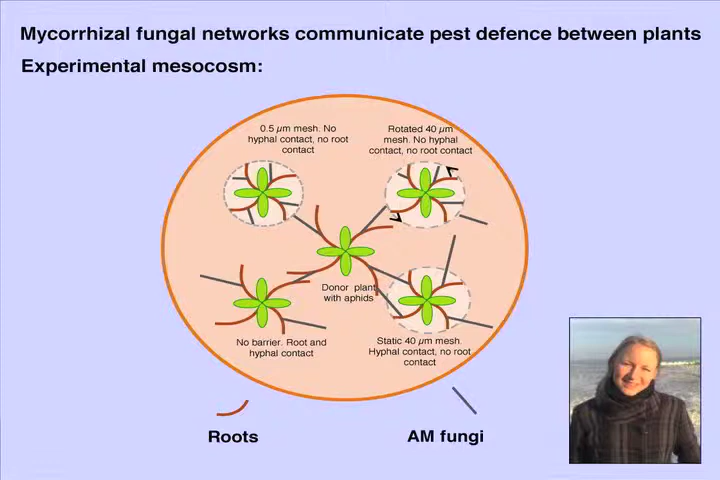 Mycorrhizal fungal networks communicate pest defence between plants
Experimental mesocosm:
0.5 µm mesh. No
hyphal contact, no root
contact
Rotated 40 µm
mesh. No hyphal
contact, no root contact
Donor plant
with aphids
No barrier. Root and
hyphal contact
Static 40 µm mesh.
Hyphal contact, no root
contact
Roots
AM fungi